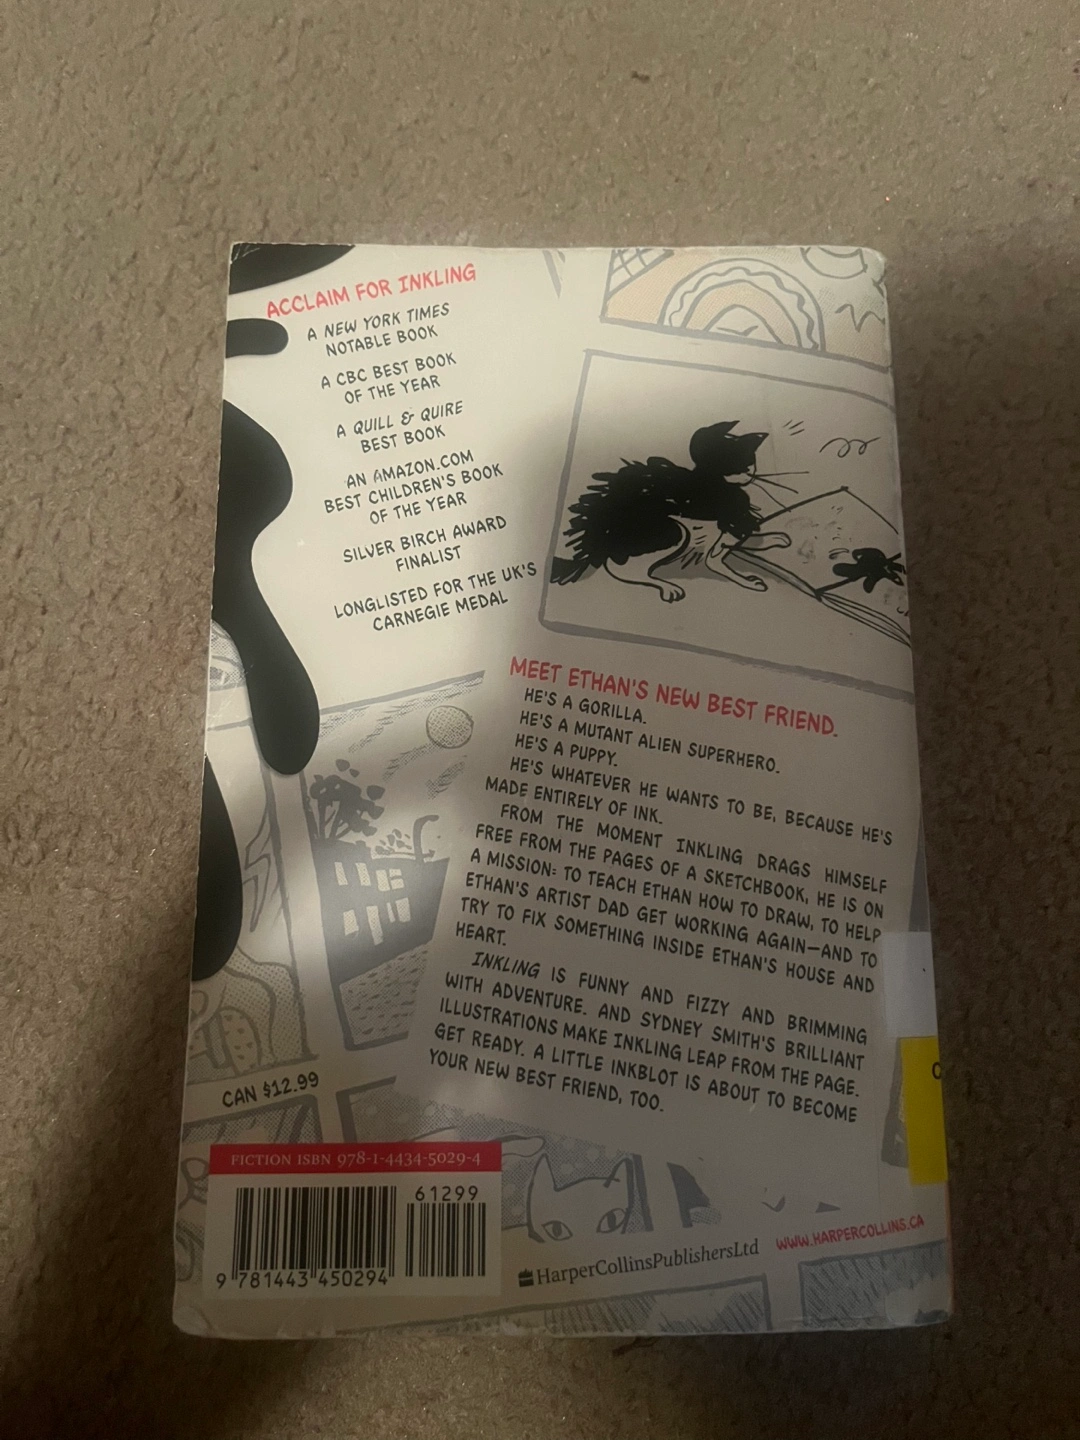 ACCLAIM FOR INKLING
A NEW YORK TIMES
NOTABLE BOOK
A CBC BEST BOOK
OF THE YEAR
A QUILL & QUIRE
BEST BOOK
AN AMAZON.COM
BEST CHILDREN'S BOOK
OF THE YEAR
SILVER BIRCH AWARD
FINALIST
LONGLISTED FOR THE UK'S
CARNEGIE MEDAL
MEET ETHAN'S NEW BEST FRIEND.
HE'S A GORILLA.
HE'S A MUTANT ALIEN SUPERHERO.
HE'S A PUPPY.
HE'S WHATEVER HE WANTS TO BE, BECAUSE HE'S
MADE ENTIRELY OF INK.
FROM THE MOMENT INKLING DRAGS HIMSELF
FREE FROM THE PAGES OF A SKETCHBOOK, HE IS ON
A MISSION: TO TEACH ETHAN HOW TO DRAW, TO HELP
ETHAN'S ARTIST DAD GET WORKING AGAIN—AND TO
TRY TO FIX SOMETHING INSIDE ETHAN'S HOUSE AND
HEART.
INKLING IS FUNNY AND FIZZY AND BRIMMING
WITH ADVENTURE. AND SYDNEY SMITH'S BRILLIANT
ILLUSTRATIONS MAKE INKLING LEAP FROM THE PAGE.
GET READY. A LITTLE INKBLOT IS ABOUT TO BECOME
YOUR NEW BEST FRIEND, TOO.
CAN $12.99
FICTION ISBN 978-1-4434-5029-4
61299
9 781443 450294
HarperCollinsPublishersLtd
WWW.HARPERCOLLINS.CA